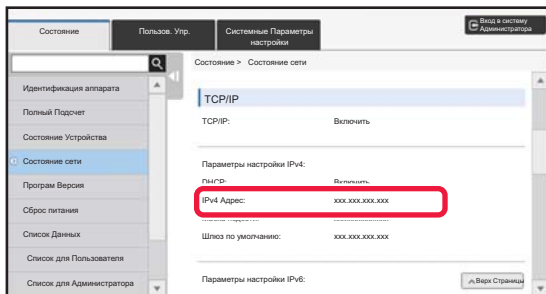 Состояние
Пользов. Упр.
Системные Параметры
настройки
Вход в систему
Администратора
Состояние > Состояние сети
Идентификация аппарата
Полный Подсчет
Состояние Устройства
Состояние сети
Програм Версия
Сброс питания
Список Данных
Список для Пользователя
Список для Администратора
TCP/IP
TCP/IP: Включить
Параметры настройки IPv4:
DHCP: Включить
IPv4 Адрес: xxx.xxx.xxx.xxx
Шлюз по умолчанию: xxx.xxx.xxx.xxx
Параметры настройки IPv6:
Верх Страницы